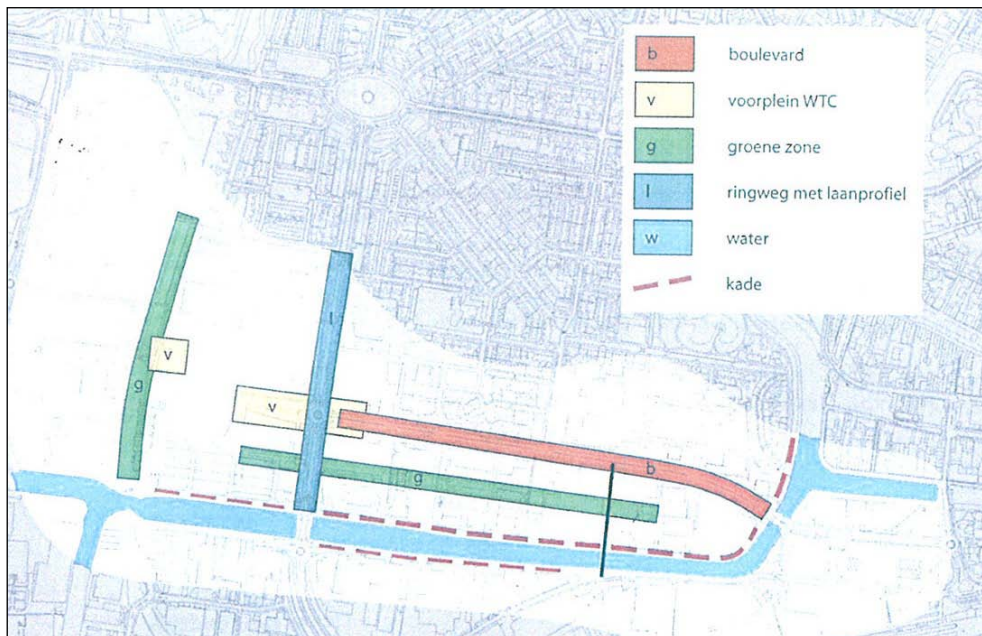 b boulevard
v voorplein WTC
g groene zone
l ringweg met laanprofiel
w water
kade
l
v
g
v
b
g